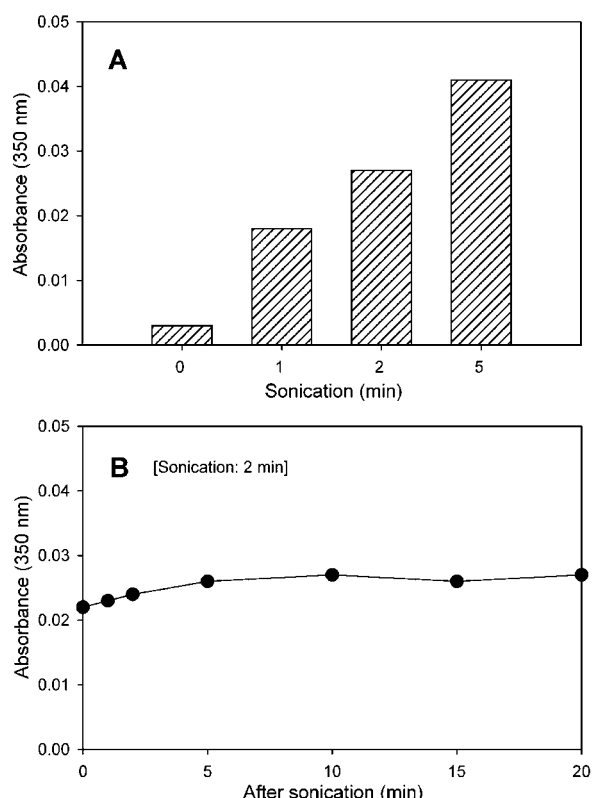 A
0.05
0.04
0.03
0.02
0.01
0.00
Absorbance (350 nm)
0 1 2 5
Sonication (min)
B [Sonication: 2 min]
0.05
0.04
0.03
0.02
0.01
0.00
Absorbance (350 nm)
0 5 10 15 20
After sonication (min)